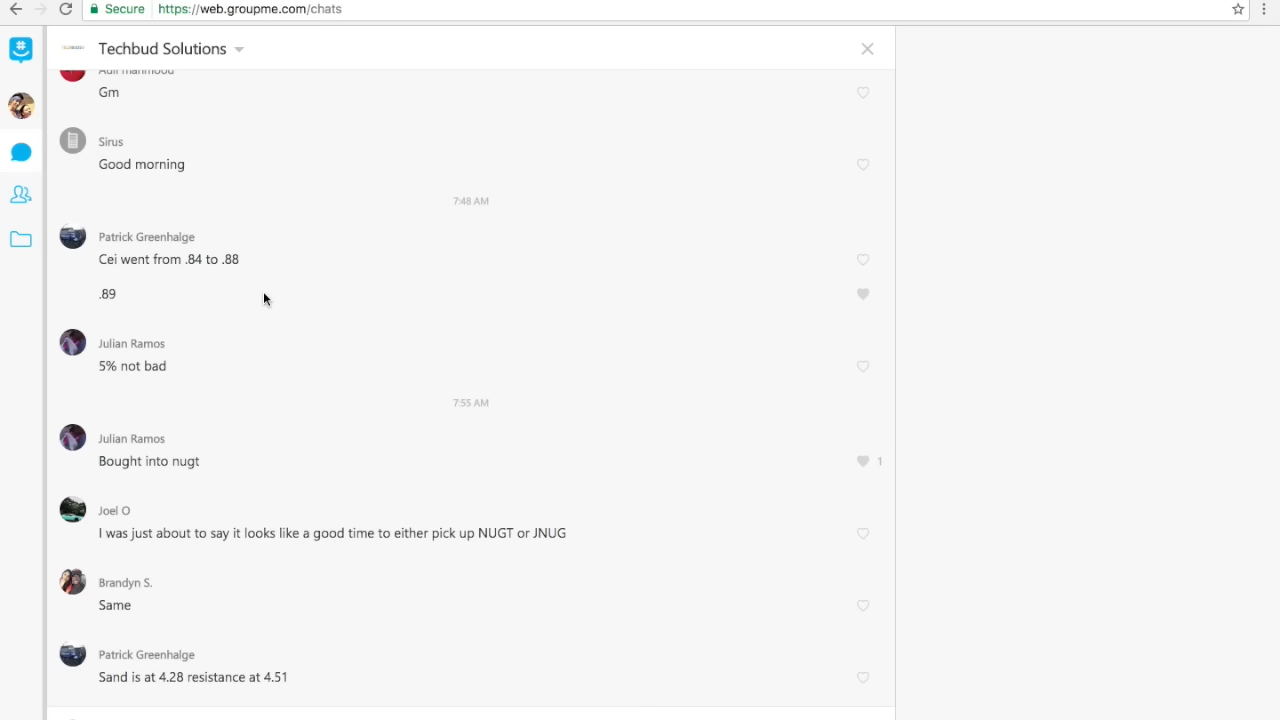 Secure https://web.groupme.com/chats
Techbud Solutions
Adil mahmood
Gm
Sirus
Good morning
7:48 AM
Patrick Greenhalge
Cei went from .84 to .88
.89
Julian Ramos
5% not bad
7:55 AM
Julian Ramos
Bought into nugt
1
Joel O
I was just about to say it looks like a good time to either pick up NUGT or JNUG
Brandyn S.
Same
Patrick Greenhalge
Sand is at 4.28 resistance at 4.51